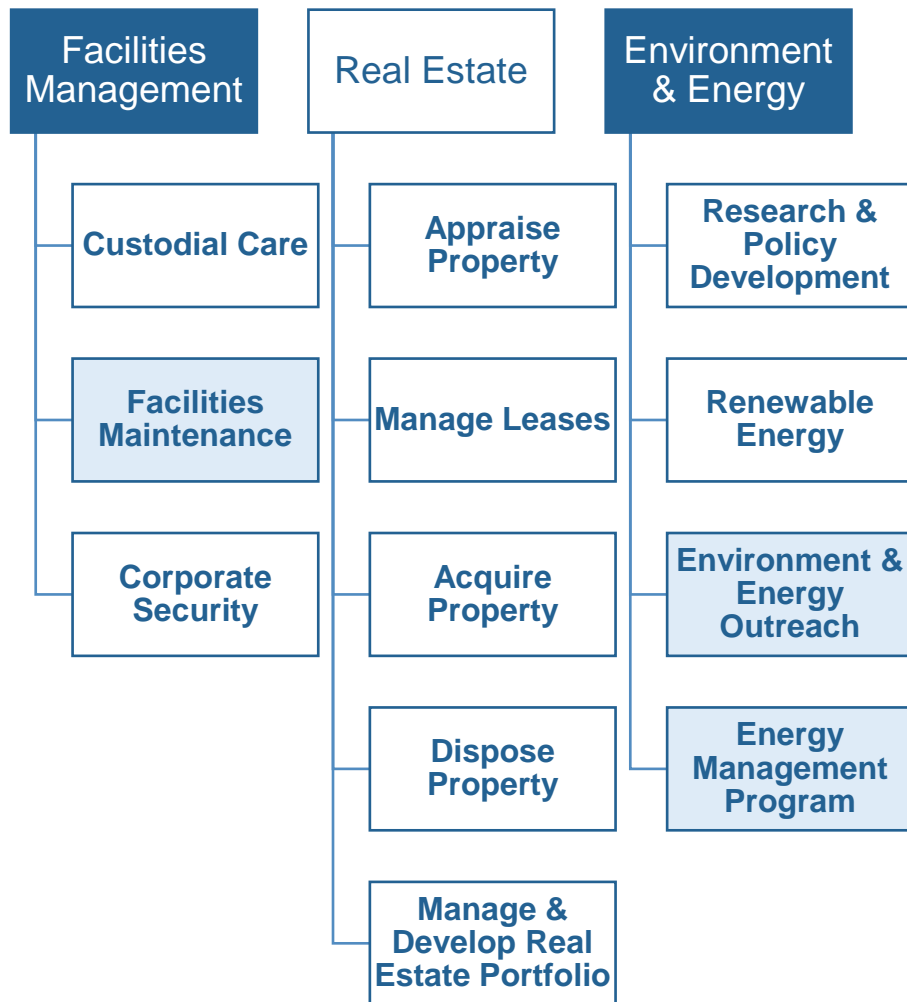 Facilities
Management
Custodial Care
Facilities
Maintenance
Corporate
Security
Real Estate
Appraise
Property
Manage Leases
Acquire
Property
Dispose
Property
Manage &
Develop Real
Estate Portfolio
Environment
& Energy
Research &
Policy
Development
Renewable
Energy
Environment &
Energy
Outreach
Energy
Management
Program